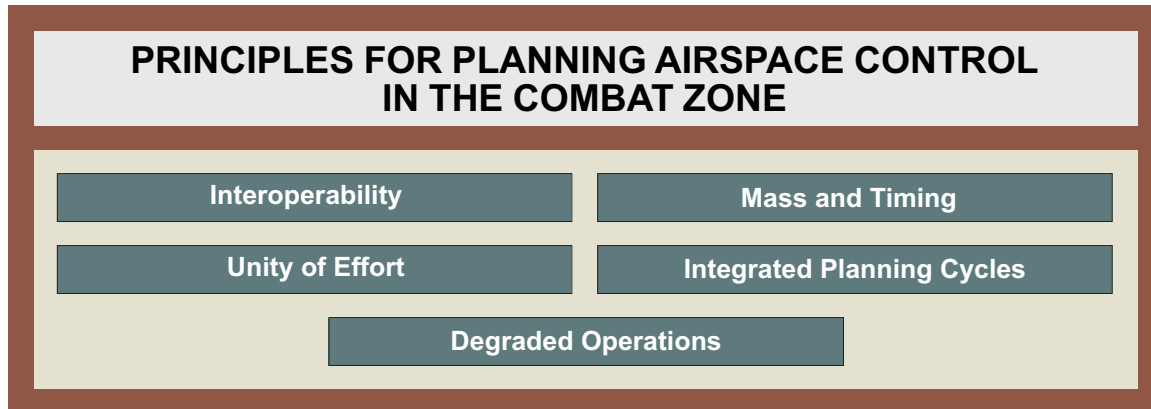 PRINCIPLES FOR PLANNING AIRSPACE CONTROL
IN THE COMBAT ZONE
Interoperability
Mass and Timing
Unity of Effort
Integrated Planning Cycles
Degraded Operations